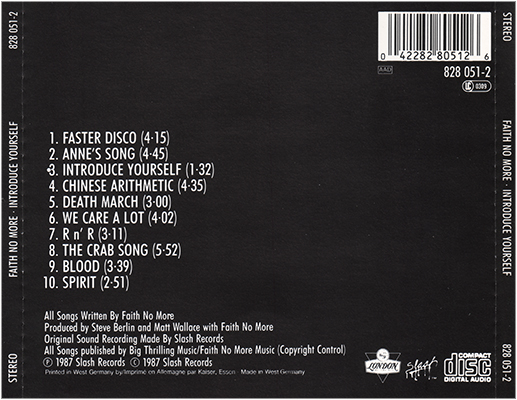 828 051-2
FAITH NO MORE · INTRODUCE YOURSELF
STEREO
0 42282 80512 6
AAD
828 051-2
LC 0309
1. FASTER DISCO (4·15)
2. ANNE'S SONG (4·45)
3. INTRODUCE YOURSELF (1·32)
4. CHINESE ARITHMETIC (4·35)
5. DEATH MARCH (3·00)
6. WE CARE A LOT (4·02)
7. R n' R (3·11)
8. THE CRAB SONG (5·52)
9. BLOOD (3·39)
10. SPIRIT (2·51)
All Songs Written By Faith No More
Produced by Steve Berlin and Matt Wallace with Faith No More
Original Sound Recording Made By Slash Records
All Songs published by Big Thrilling Music/Faith No More Music (Copyright Control)
℗ 1987 Slash Records © 1987 Slash Records
Printed in West Germany by/Imprimé en Allemagne par Kaiser, Essen · Made in West Germany
LONDON
Slash
COMPACT
disc
DIGITAL AUDIO
STEREO
FAITH NO MORE · INTRODUCE YOURSELF
828 051-2